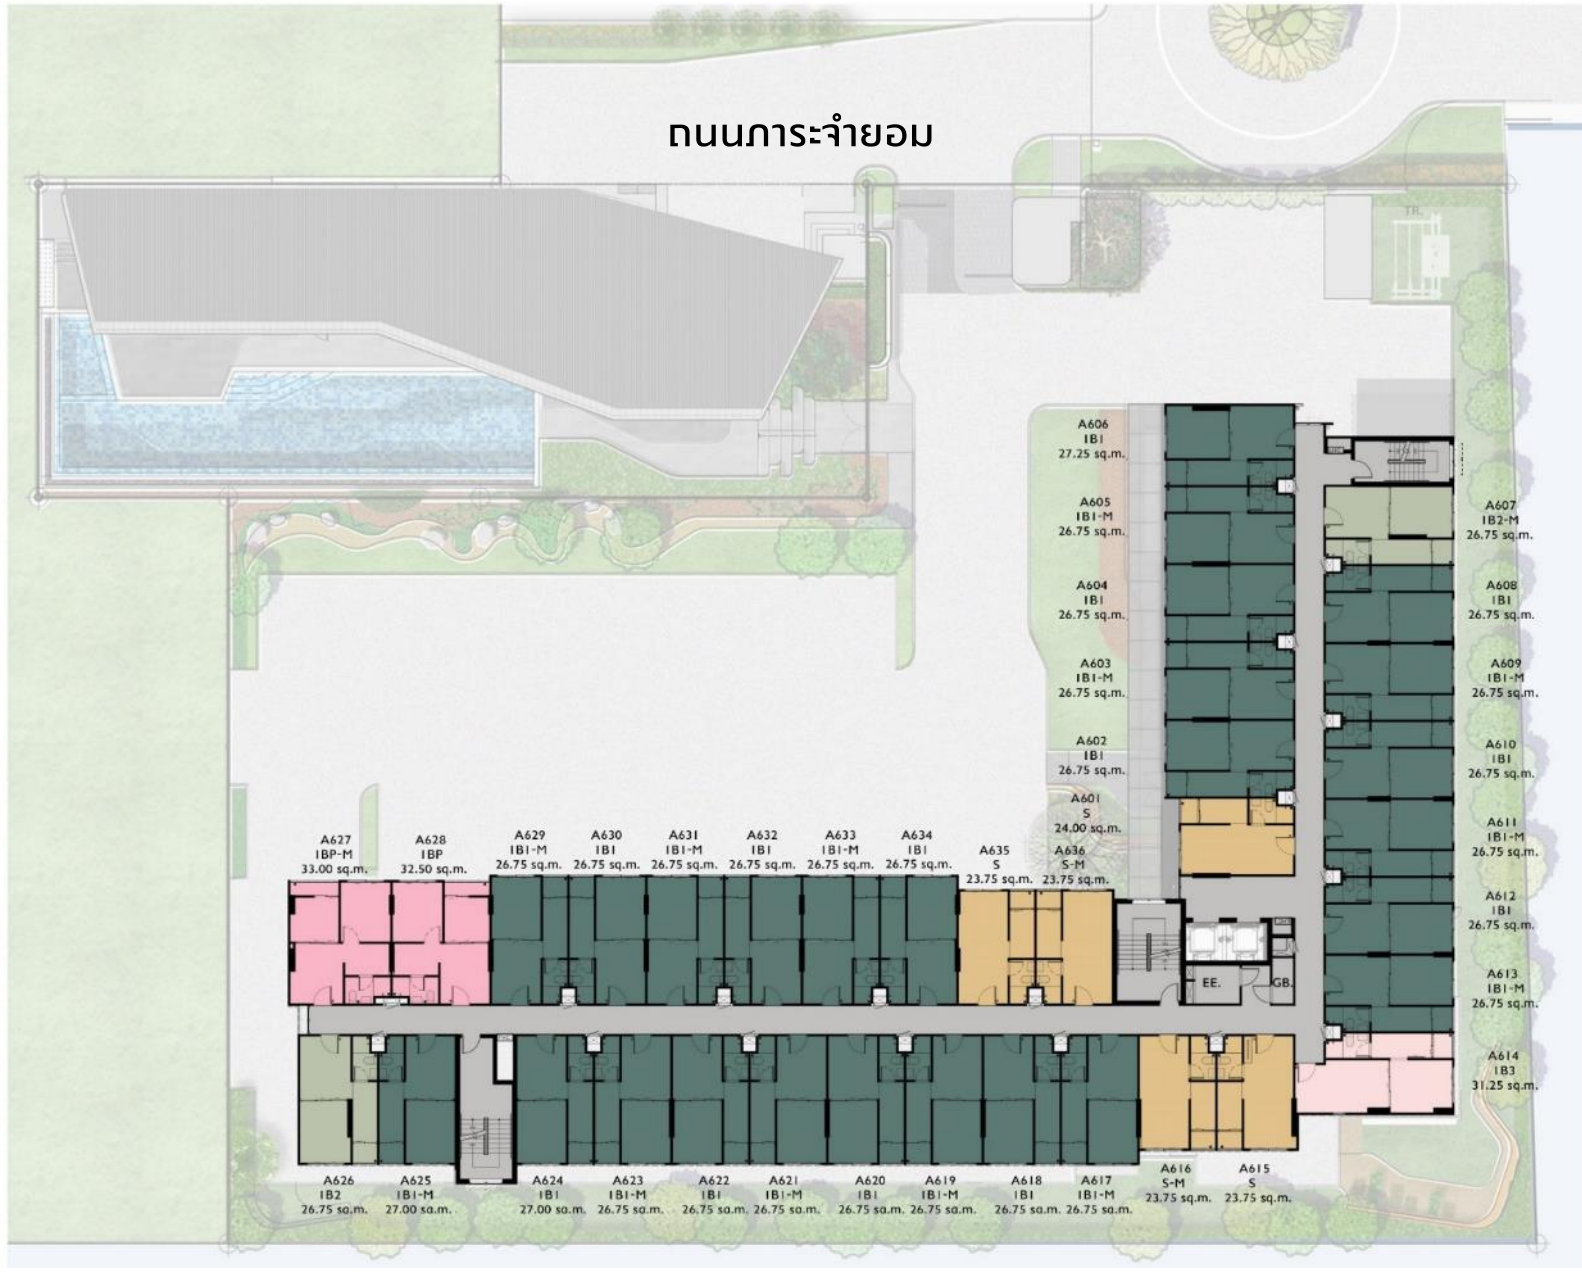 ถนนภาระจำยอม
TR.
A606
1B1
27.25 sq.m.
A605
1B1-M
26.75 sq.m.
A604
1B1
26.75 sq.m.
A603
1B1-M
26.75 sq.m.
A602
1B1
26.75 sq.m.
A601
S
24.00 sq.m.
A607
1B2-M
26.75 sq.m.
A608
1B1
26.75 sq.m.
A609
1B1-M
26.75 sq.m.
A610
1B1
26.75 sq.m.
A611
1B1-M
26.75 sq.m.
A612
1B1
26.75 sq.m.
A613
1B1-M
26.75 sq.m.
A614
1B3
31.25 sq.m.
A627
1BP-M
33.00 sq.m.
A628
1BP
32.50 sq.m.
A629
1B1-M
26.75 sq.m.
A630
1B1
26.75 sq.m.
A631
1B1-M
26.75 sq.m.
A632
1B1
26.75 sq.m.
A633
1B1-M
26.75 sq.m.
A634
1B1
26.75 sq.m.
A635
S
23.75 sq.m.
A636
S-M
23.75 sq.m.
EE.
GB.
A626
1B2
26.75 sq.m.
A625
1B1-M
27.00 sq.m.
A624
1B1
27.00 sq.m.
A623
1B1-M
26.75 sq.m.
A622
1B1
26.75 sq.m.
A621
1B1-M
26.75 sq.m.
A620
1B1
26.75 sq.m.
A619
1B1-M
26.75 sq.m.
A618
1B1
26.75 sq.m.
A617
1B1-M
26.75 sq.m.
A616
S-M
23.75 sq.m.
A615
S
23.75 sq.m.